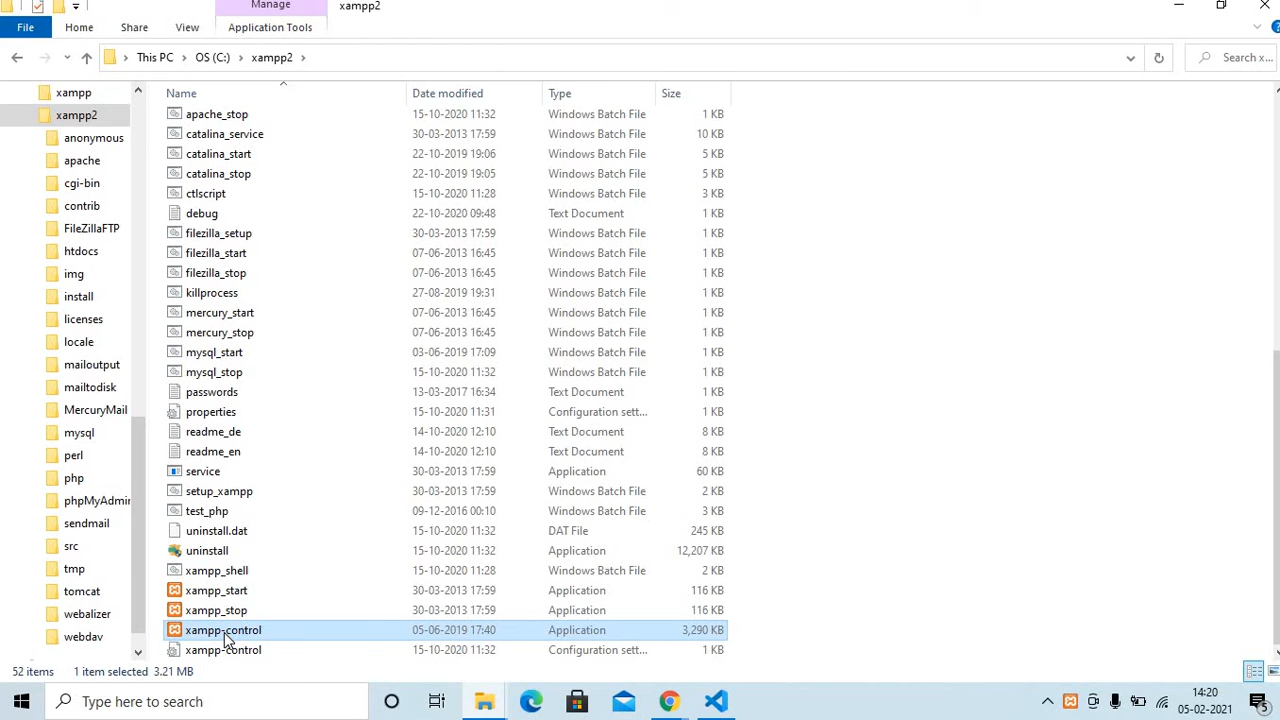 Manage
xampp2
File
Home
Share
View
Application Tools
This PC
OS (C:)
xampp2
Search x...
Name
Date modified
Type
Size
xampp
xampp2
anonymous
apache
cgi-bin
contrib
FileZillaFTP
htdocs
img
install
licenses
locale
mailoutput
mailtodisk
MercuryMail
mysql
perl
php
phpMyAdmin
sendmail
src
tmp
tomcat
webalizer
webdav
apache_stop 15-10-2020 11:32 Windows Batch File 1 KB
catalina_service 30-03-2013 17:59 Windows Batch File 10 KB
catalina_start 22-10-2019 19:06 Windows Batch File 5 KB
catalina_stop 22-10-2019 19:05 Windows Batch File 5 KB
ctlscript 15-10-2020 11:28 Windows Batch File 3 KB
debug 22-10-2020 09:48 Text Document 1 KB
filezilla_setup 30-03-2013 17:59 Windows Batch File 1 KB
filezilla_start 07-06-2013 16:45 Windows Batch File 1 KB
filezilla_stop 07-06-2013 16:45 Windows Batch File 1 KB
killprocess 27-08-2019 19:31 Windows Batch File 1 KB
mercury_start 07-06-2013 16:45 Windows Batch File 1 KB
mercury_stop 07-06-2013 16:45 Windows Batch File 1 KB
mysql_start 03-06-2019 17:09 Windows Batch File 1 KB
mysql_stop 15-10-2020 11:32 Windows Batch File 1 KB
passwords 13-03-2017 16:34 Text Document 1 KB
properties 15-10-2020 11:31 Configuration sett... 1 KB
readme_de 14-10-2020 12:10 Text Document 8 KB
readme_en 14-10-2020 12:10 Text Document 8 KB
service 30-03-2013 17:59 Application 60 KB
setup_xampp 30-03-2013 17:59 Windows Batch File 2 KB
test_php 09-12-2016 00:10 Windows Batch File 3 KB
uninstall.dat 15-10-2020 11:32 DAT File 245 KB
uninstall 15-10-2020 11:32 Application 12,207 KB
xampp_shell 15-10-2020 11:28 Windows Batch File 2 KB
xampp_start 30-03-2013 17:59 Application 116 KB
xampp_stop 30-03-2013 17:59 Application 116 KB
xampp-control 05-06-2019 17:40 Application 3,290 KB
xampp-control 15-10-2020 11:32 Configuration sett... 1 KB
52 items 1 item selected 3.21 MB
Type here to search
14:20
05-02-2021
5